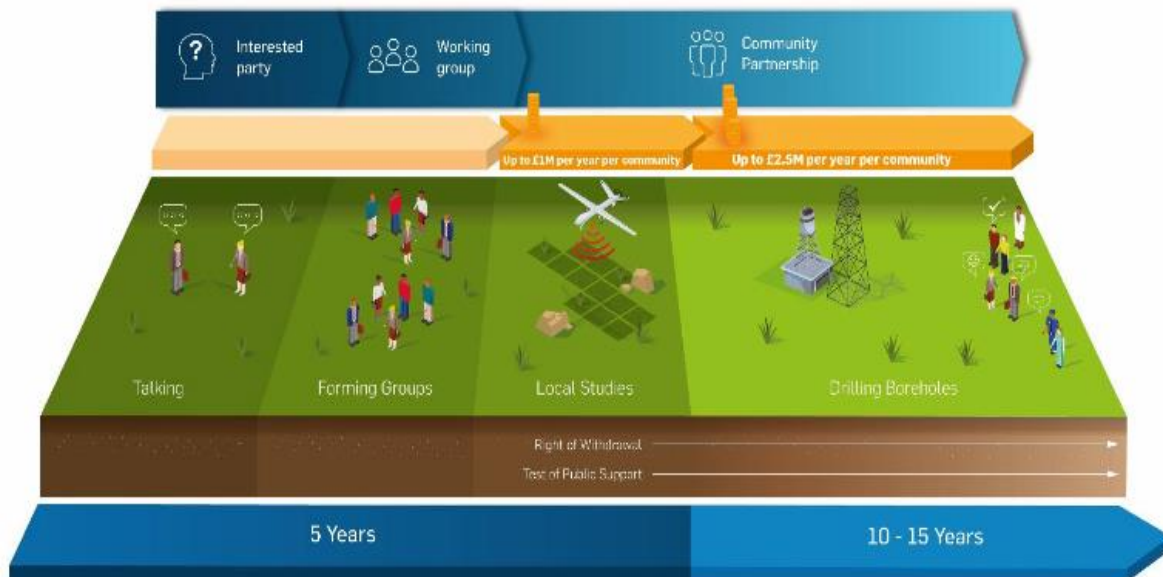 Interested
party
Working
group
Community
Partnership
Up to £1M per year per community
Up to £2.5M per year per community
Talking
Forming Groups
Local Studies
Drilling Boreholes
Right of Withdrawal
Test of Public Support
5 Years
10 - 15 Years